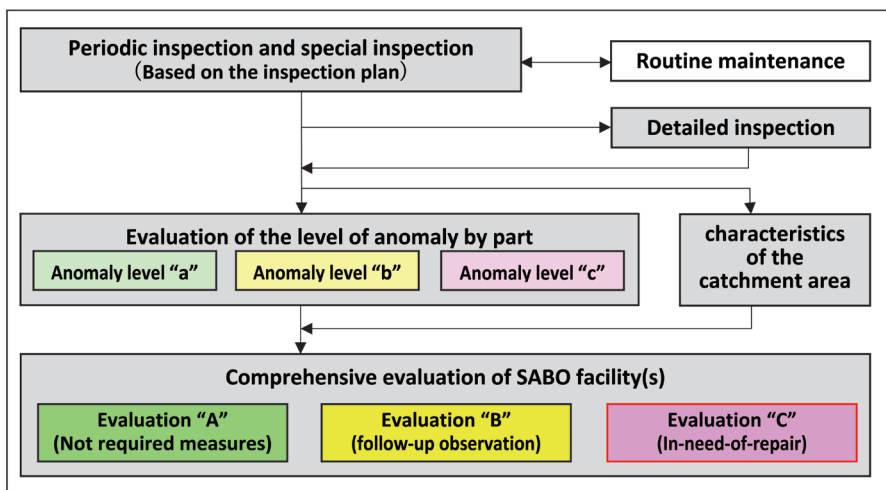 Periodic inspection and special inspection
（Based on the inspection plan）
Routine maintenance
Detailed inspection
Evaluation of the level of anomaly by part
Anomaly level “a”
Anomaly level “b”
Anomaly level “c”
characteristics
of the
catchment area
Comprehensive evaluation of SABO facility(s)
Evaluation “A”
(Not required measures)
Evaluation “B”
(follow-up observation)
Evaluation “C”
(In-need-of-repair)